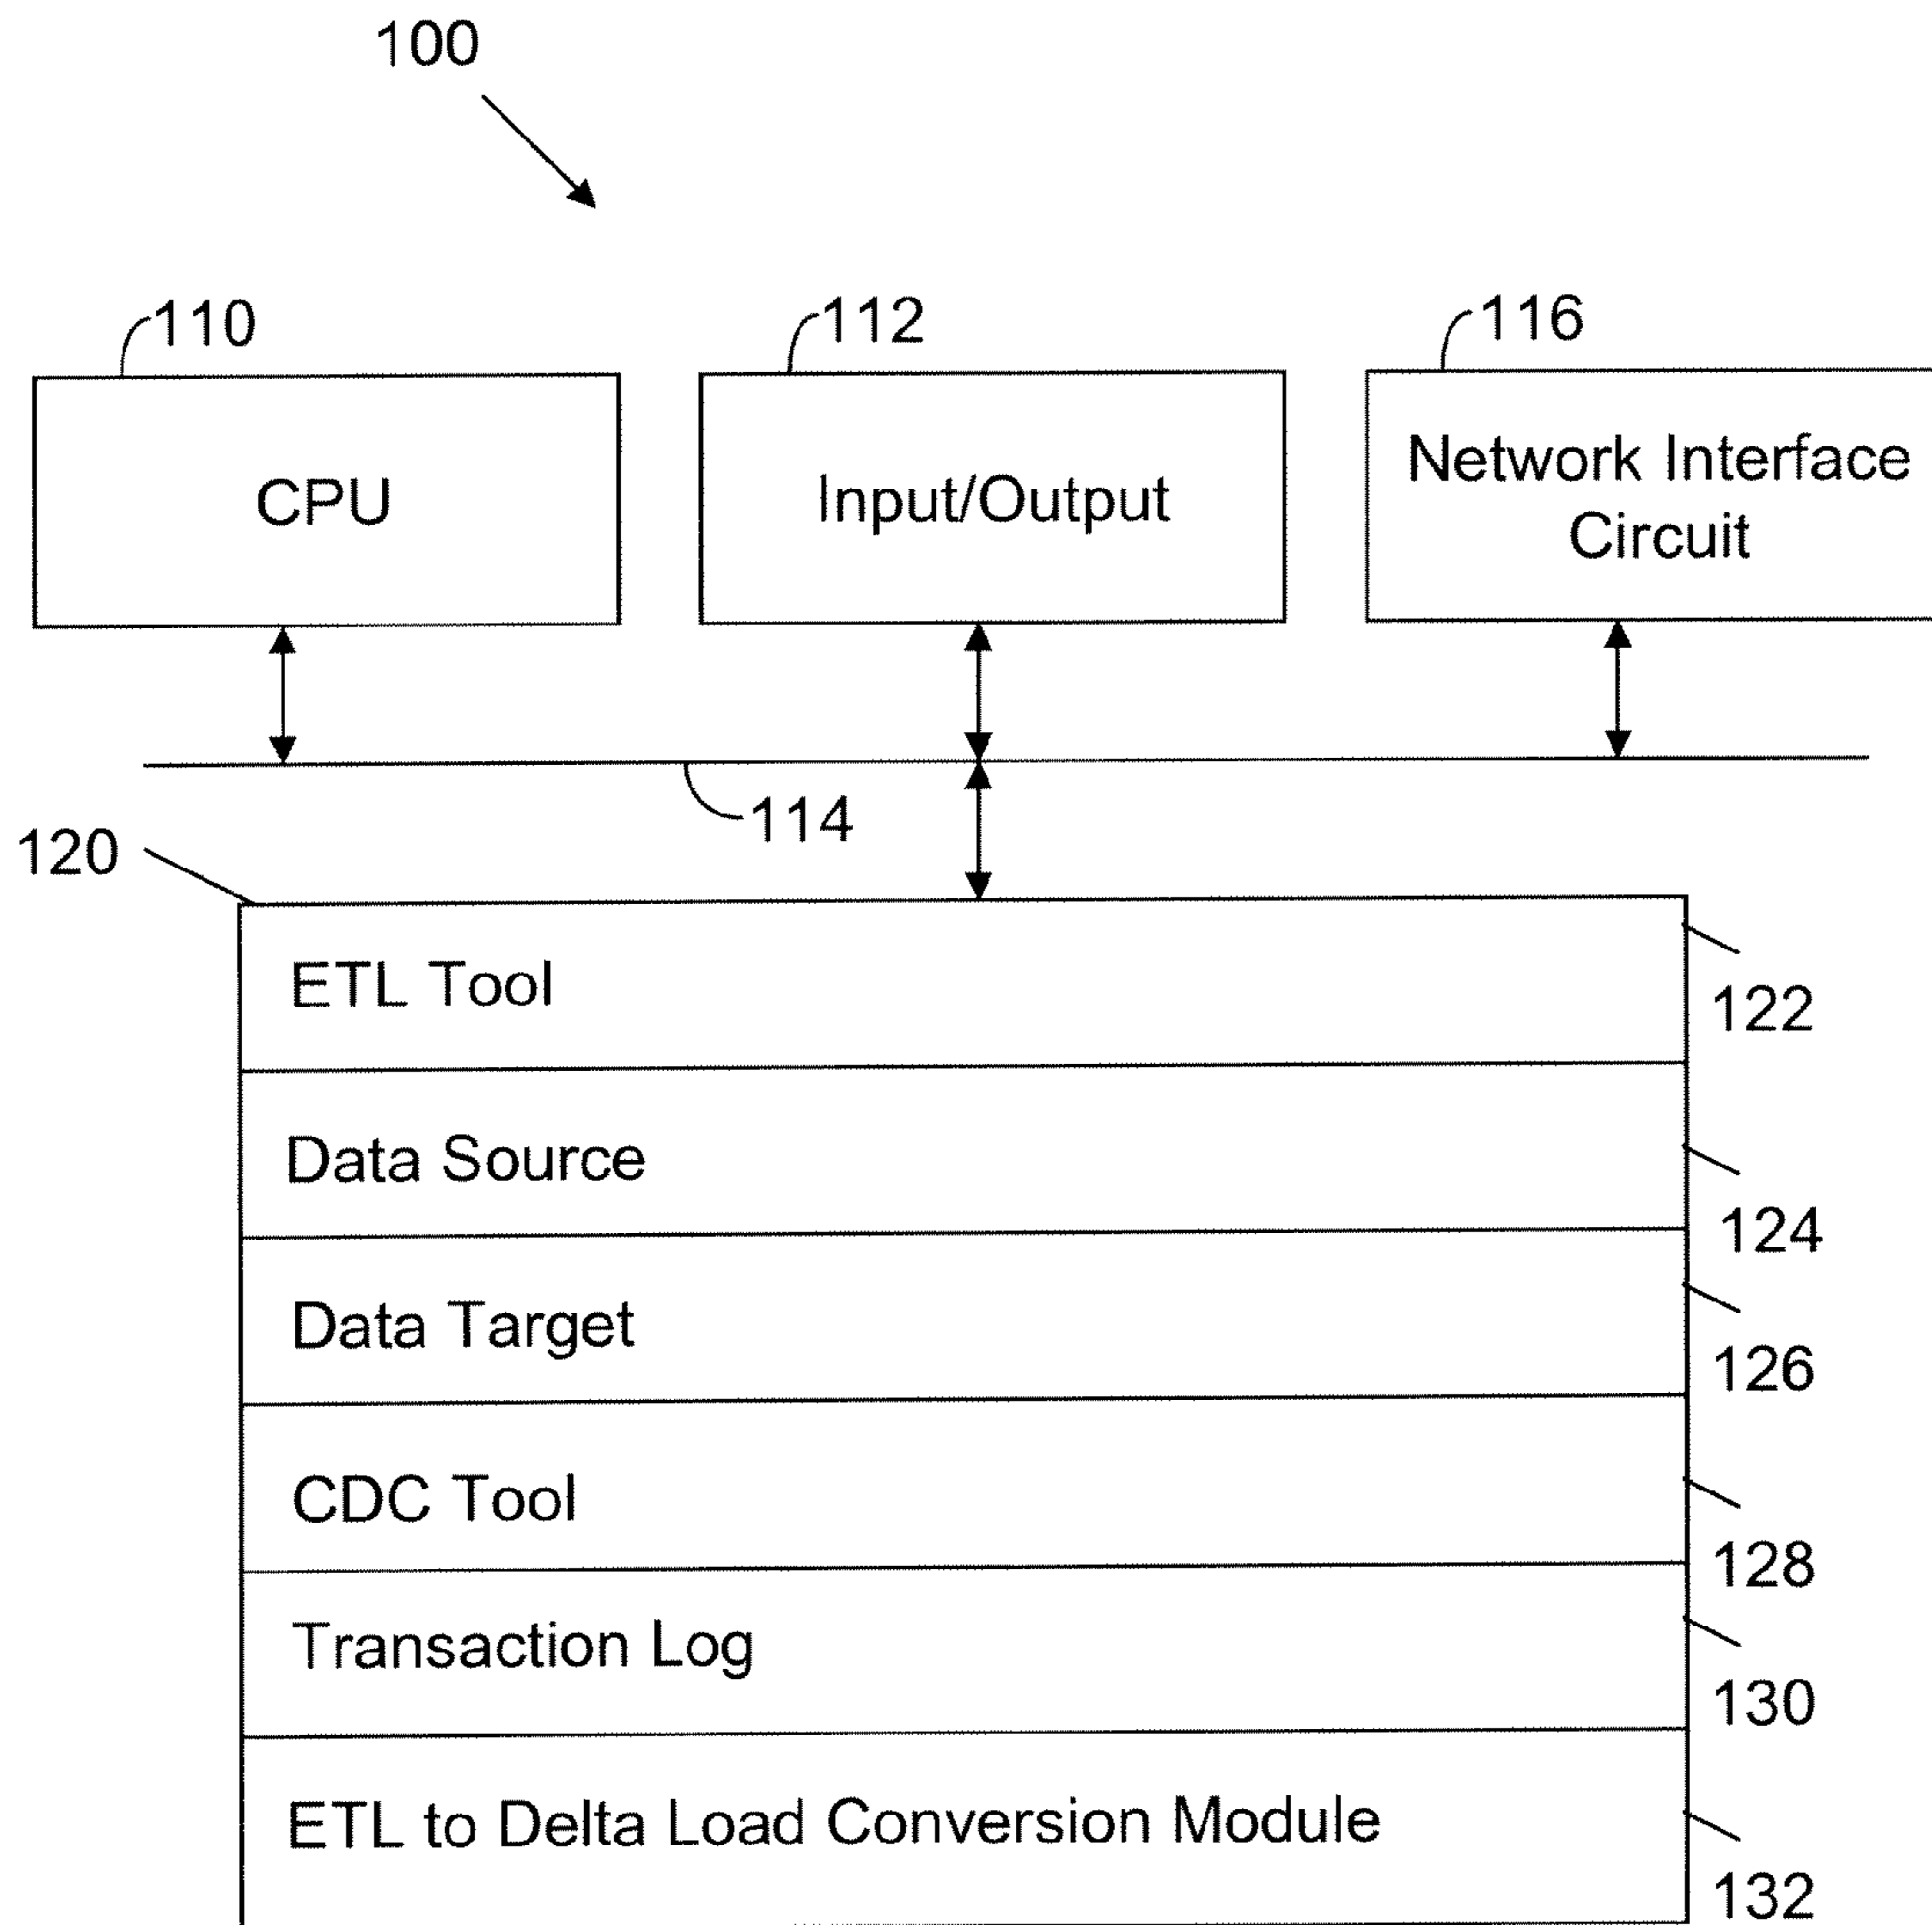 100
110
112
116
CPU
Input/Output
Network Interface
Circuit
114
120
ETL Tool
122
Data Source
124
Data Target
126
CDC Tool
128
Transaction Log
130
ETL to Delta Load Conversion Module
132